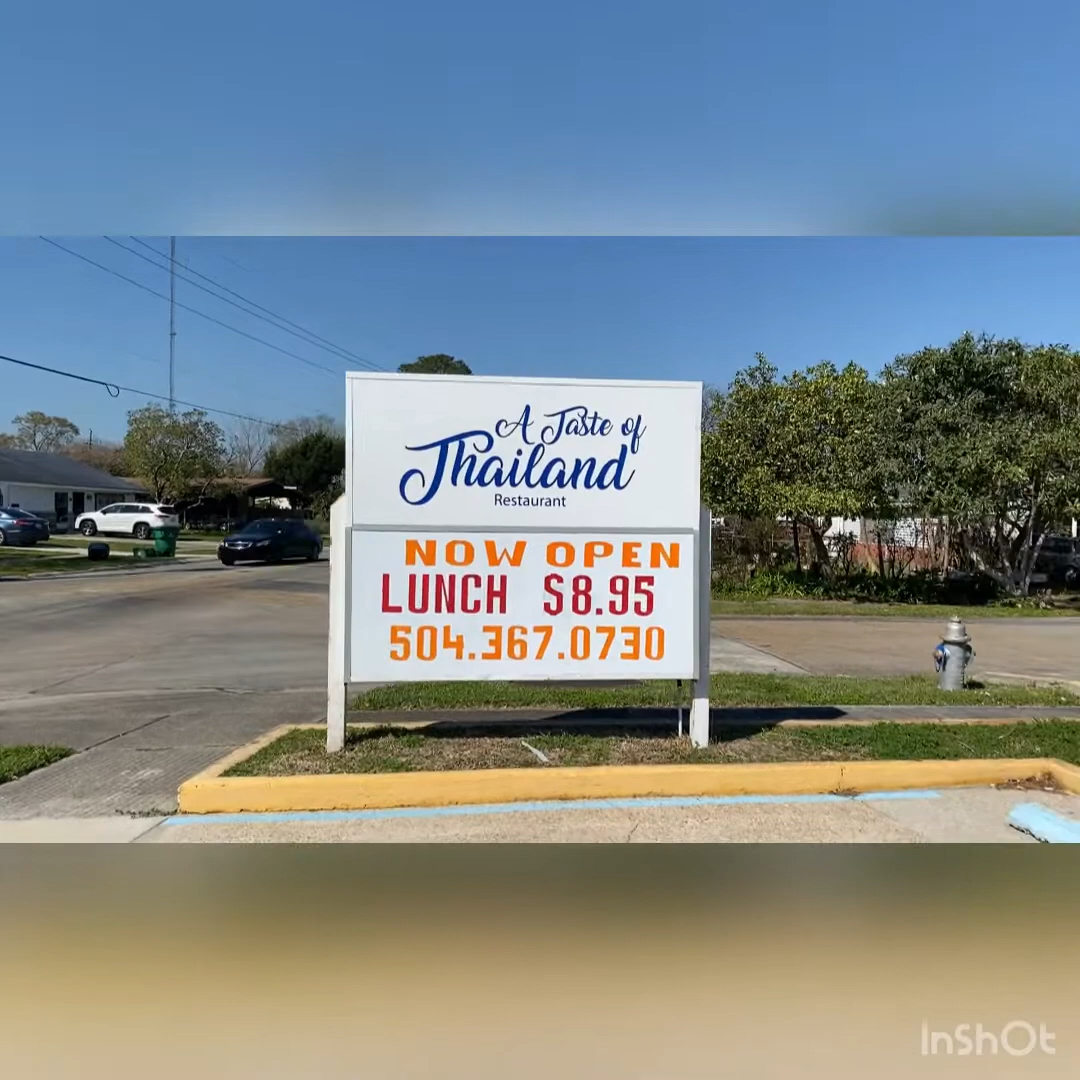 A Taste of
Thailand
Restaurant
NOW OPEN
LUNCH $8.95
504.367.0730
InShOt